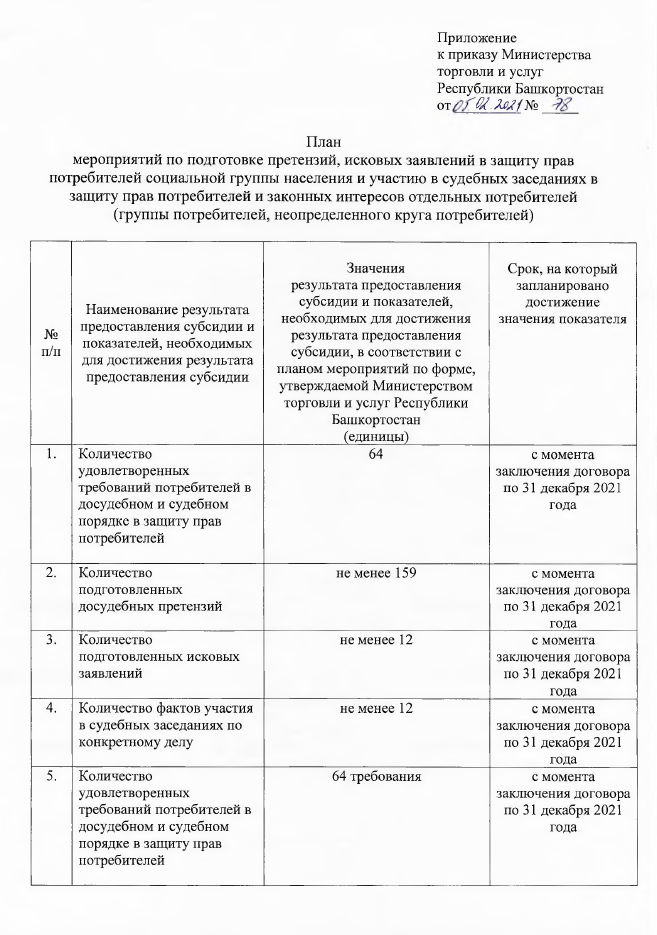 Приложение
к приказу Министерства
торговли и услуг
Республики Башкортостан
от 05.02.2021 № 78
План
мероприятий по подготовке претензий, исковых заявлений в защиту прав
потребителей социальной группы населения и участию в судебных заседаниях в
защиту прав потребителей и законных интересов отдельных потребителей
(группы потребителей, неопределенного круга потребителей)
№
п/п
Наименование результата
предоставления субсидии и
показателей, необходимых
для достижения результата
предоставления субсидии
Значения
результата предоставления
субсидии и показателей,
необходимых для достижения
результата предоставления
субсидии, в соответствии с
планом мероприятий по форме,
утверждаемой Министерством
торговли и услуг Республики
Башкортостан
(единицы)
Срок, на который
запланировано
достижение
значения показателя
1.
Количество
удовлетворенных
требований потребителей в
досудебном и судебном
порядке в защиту прав
потребителей
64
с момента
заключения договора
по 31 декабря 2021
года
2.
Количество
подготовленных
досудебных претензий
не менее 159
с момента
заключения договора
по 31 декабря 2021
года
3.
Количество
подготовленных исковых
заявлений
не менее 12
с момента
заключения договора
по 31 декабря 2021
года
4.
Количество фактов участия
в судебных заседаниях по
конкретному делу
не менее 12
с момента
заключения договора
по 31 декабря 2021
года
5.
Количество
удовлетворенных
требований потребителей в
досудебном и судебном
порядке в защиту прав
потребителей
64 требования
с момента
заключения договора
по 31 декабря 2021
года